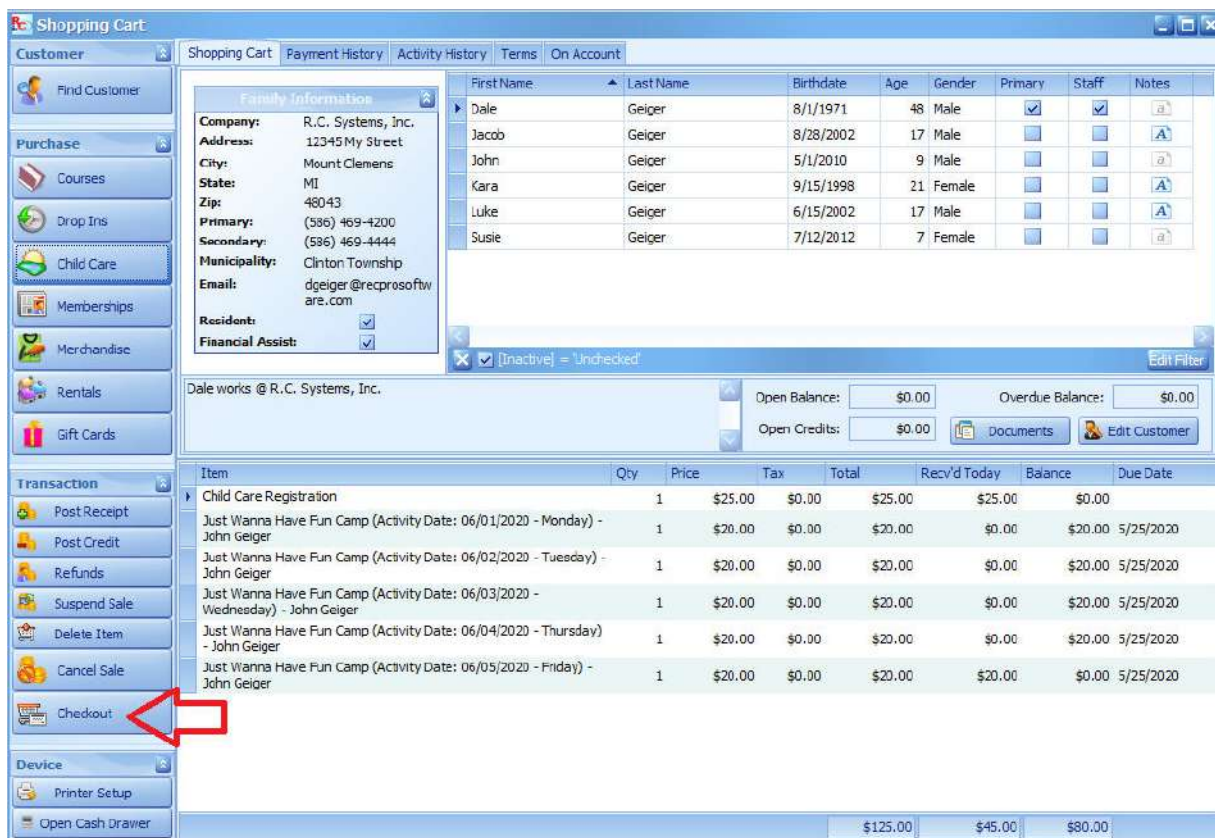 Shopping Cart
Customer
Find Customer
Purchase
Courses
Drop Ins
Child Care
Memberships
Merchandise
Rentals
Gift Cards
Transaction
Post Receipt
Post Credit
Refunds
Suspend Sale
Delete Item
Cancel Sale
Checkout
Device
Printer Setup
Open Cash Drawer
Shopping Cart Payment History Activity History Terms On Account
Family Information
Company: R.C. Systems, Inc.
Address: 12345 My Street
City: Mount Clemens
State: MI
Zip: 48043
Primary: (586) 469-4200
Secondary: (586) 469-4444
Municipality: Clinton Township
Email: dgeiger@recprosoftw
are.com
Resident:
Financial Assist:
First Name Last Name Birthdate Age Gender Primary Staff Notes
Dale Geiger 8/1/1971 48 Male
Jacob Geiger 8/28/2002 17 Male
John Geiger 5/1/2010 9 Male
Kara Geiger 9/15/1998 21 Female
Luke Geiger 6/15/2002 17 Male
Susie Geiger 7/12/2012 7 Female
[Inactive] = 'Unchecked' Edit Filter
Dale works @ R.C. Systems, Inc.
Open Balance: $0.00 Overdue Balance: $0.00
Open Credits: $0.00 Documents Edit Customer
Item Qty Price Tax Total Recv'd Today Balance Due Date
Child Care Registration 1 $25.00 $0.00 $25.00 $25.00 $0.00
Just Wanna Have Fun Camp (Activity Date: 06/01/2020 - Monday) -
John Geiger 1 $20.00 $0.00 $20.00 $0.00 $20.00 5/25/2020
Just Wanna Have Fun Camp (Activity Date: 06/02/2020 - Tuesday) -
John Geiger 1 $20.00 $0.00 $20.00 $0.00 $20.00 5/25/2020
Just Wanna Have Fun Camp (Activity Date: 06/03/2020 -
Wednesday) - John Geiger 1 $20.00 $0.00 $20.00 $0.00 $20.00 5/25/2020
Just Wanna Have Fun Camp (Activity Date: 06/04/2020 - Thursday)
- John Geiger 1 $20.00 $0.00 $20.00 $0.00 $20.00 5/25/2020
Just Wanna Have Fun Camp (Activity Date: 06/05/2020 - Friday) -
John Geiger 1 $20.00 $0.00 $20.00 $20.00 $0.00 5/25/2020
$125.00 $45.00 $80.00